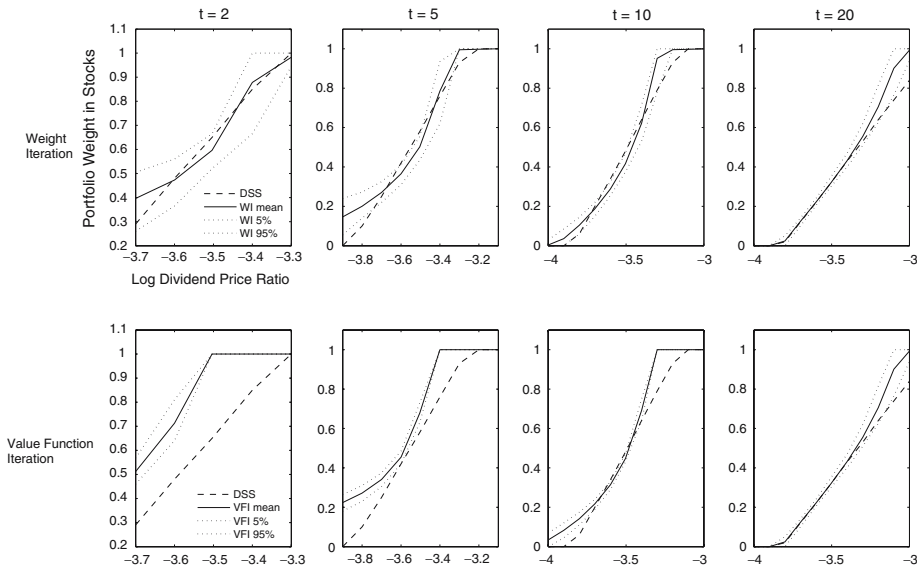 t = 2
t = 5
t = 10
t = 20
Weight
Iteration
Portfolio Weight in Stocks
1.1
1
0.9
0.8
0.7
0.6
0.5
0.4
0.3
0.2
DSS
WI mean
WI 5%
WI 95%
−3.7 −3.6 −3.5 −3.4 −3.3
Log Dividend Price Ratio
1
0.8
0.6
0.4
0.2
0
−3.8 −3.6 −3.4 −3.2
1
0.8
0.6
0.4
0.2
0
−4 −3.5 −3
1
0.8
0.6
0.4
0.2
0
−4 −3.5 −3
Value Function
Iteration
1.1
1
0.9
0.8
0.7
0.6
0.5
0.4
0.3
0.2
DSS
VFI mean
VFI 5%
VFI 95%
−3.7 −3.6 −3.5 −3.4 −3.3
1
0.8
0.6
0.4
0.2
0
−3.8 −3.6 −3.4 −3.2
1
0.8
0.6
0.4
0.2
0
−4 −3.5 −3
1
0.8
0.6
0.4
0.2
0
−4 −3.5 −3